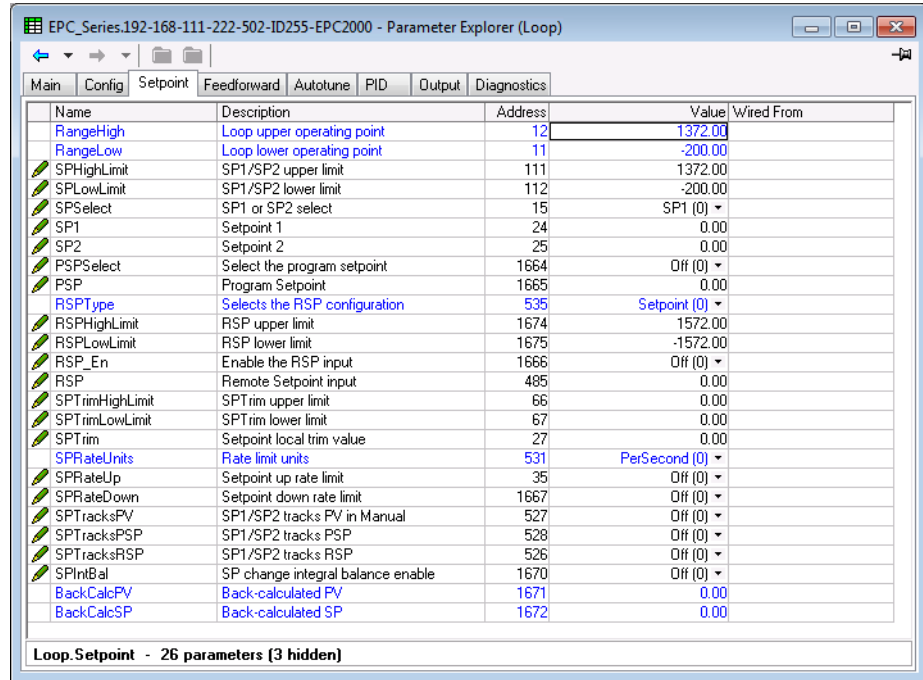 EPC_Series.192-168-111-222-502-ID255-EPC2000 - Parameter Explorer (Loop)
Main Config Setpoint Feedforward Autotune PID Output Diagnostics
Name Description Address Value Wired From
RangeHigh Loop upper operating point 12 1372.00
RangeLow Loop lower operating point 11 -200.00
SPHighLimit SP1/SP2 upper limit 111 1372.00
SPLowLimit SP1/SP2 lower limit 112 -200.00
SPSelect SP1 or SP2 select 15 SP1 (0)
SP1 Setpoint 1 24 0.00
SP2 Setpoint 2 25 0.00
PSPSelect Select the program setpoint 1664 Off (0)
PSP Program Setpoint 1665 0.00
RSPType Selects the RSP configuration 535 Setpoint (0)
RSPHighLimit RSP upper limit 1674 1572.00
RSPLowLimit RSP lower limit 1675 -1572.00
RSP_En Enable the RSP input 1666 Off (0)
RSP Remote Setpoint input 485 0.00
SPTrimHighLimit SPTrim upper limit 66 0.00
SPTrimLowLimit SPTrim lower limit 67 0.00
SPTrim Setpoint local trim value 27 0.00
SPRateUnits Rate limit units 531 PerSecond (0)
SPRateUp Setpoint up rate limit 35 Off (0)
SPRateDown Setpoint down rate limit 1667 Off (0)
SPTracksPV SP1/SP2 tracks PV in Manual 527 Off (0)
SPTracksPSP SP1/SP2 tracks PSP 528 Off (0)
SPTracksRSP SP1/SP2 tracks RSP 526 Off (0)
SPIntBal SP change integral balance enable 1670 Off (0)
BackCalcPV Back-calculated PV 1671 0.00
BackCalcSP Back-calculated SP 1672 0.00
Loop.Setpoint - 26 parameters (3 hidden)